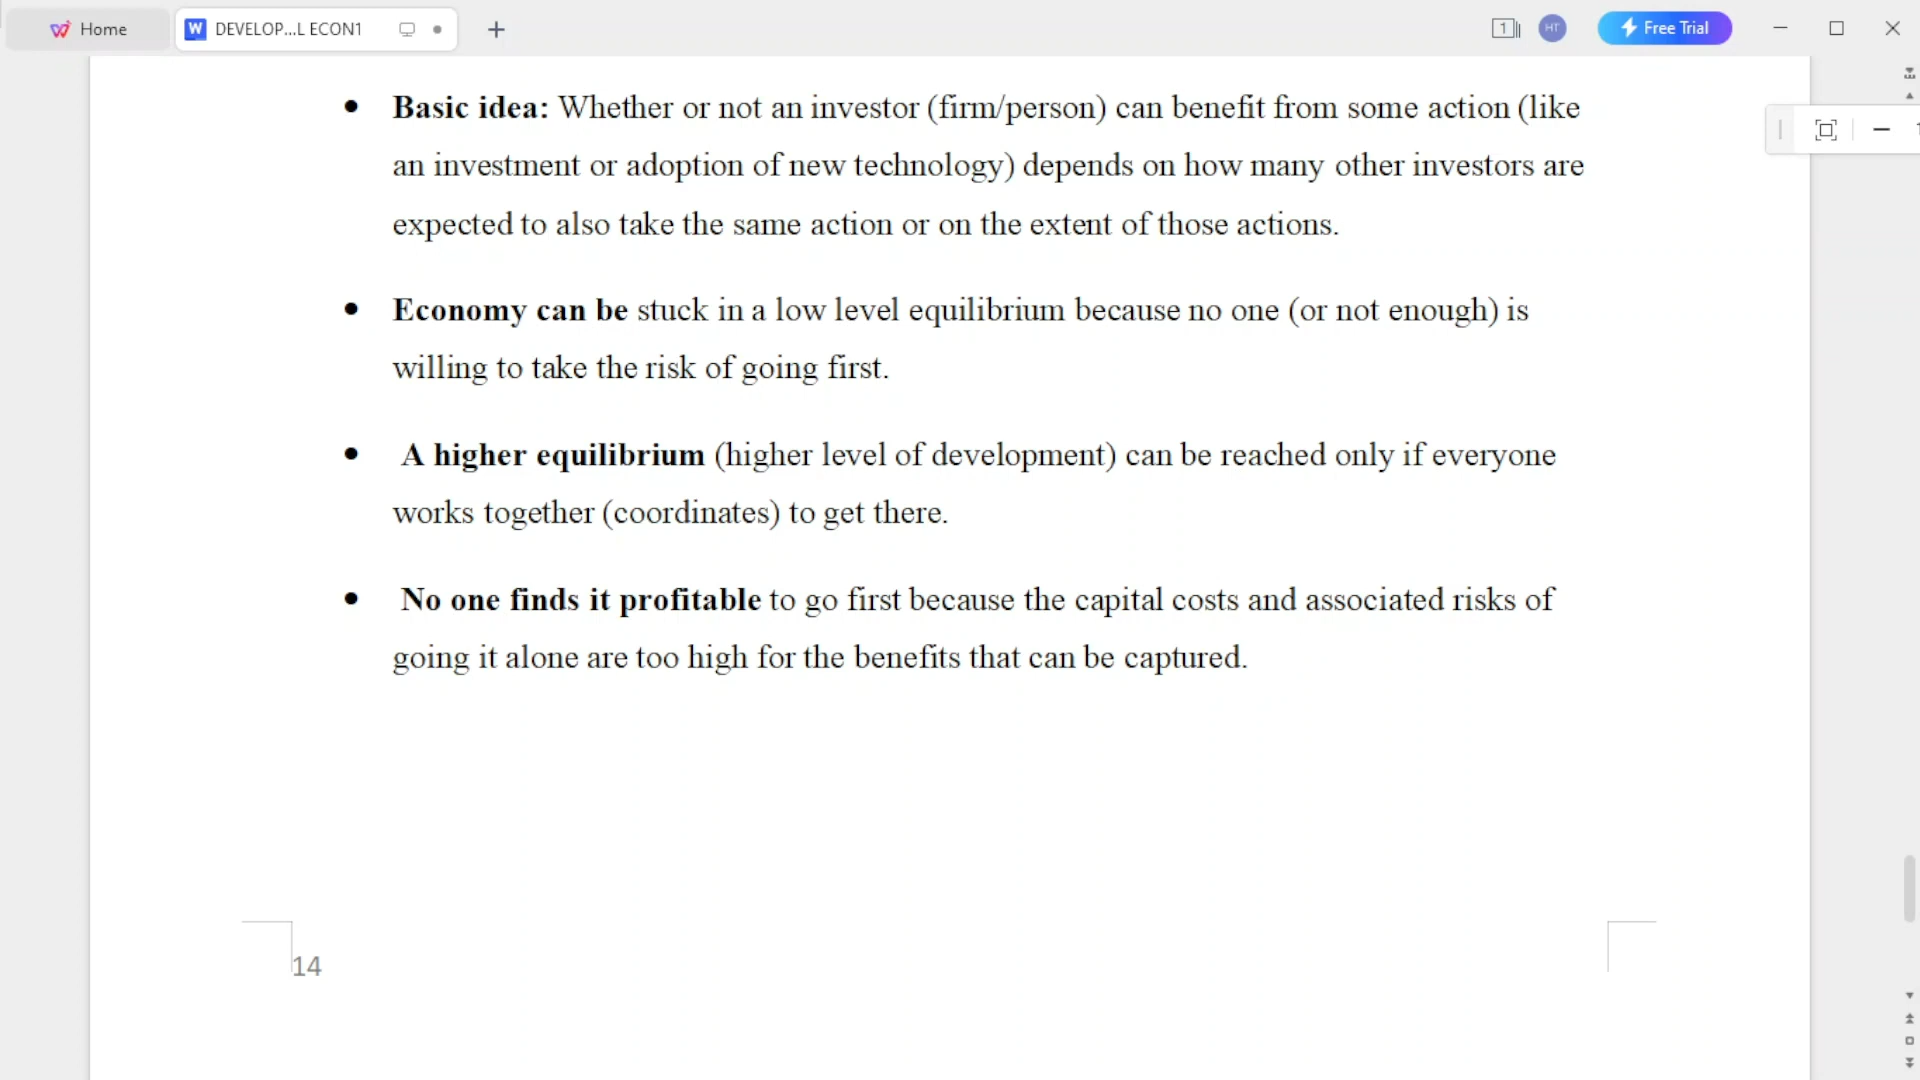 Home
DEVELOP...L ECON1
1
HT
Free Trial
• Basic idea: Whether or not an investor (firm/person) can benefit from some action (like
an investment or adoption of new technology) depends on how many other investors are
expected to also take the same action or on the extent of those actions.
• Economy can be stuck in a low level equilibrium because no one (or not enough) is
willing to take the risk of going first.
• A higher equilibrium (higher level of development) can be reached only if everyone
works together (coordinates) to get there.
• No one finds it profitable to go first because the capital costs and associated risks of
going it alone are too high for the benefits that can be captured.
14